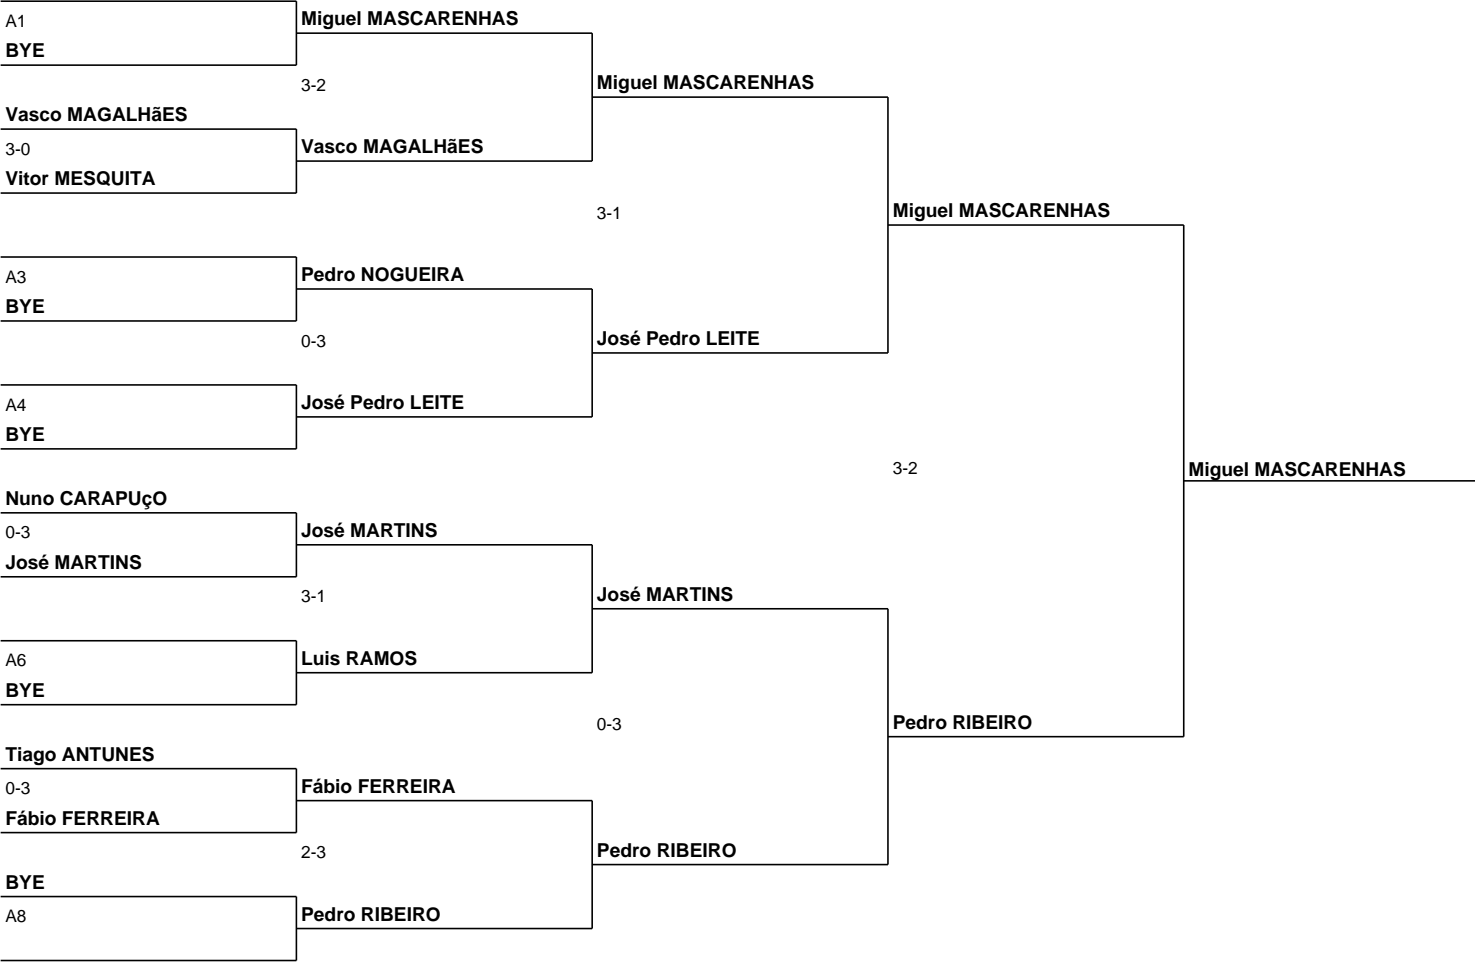 A1
BYE
Miguel MASCARENHAS
3-2
Vasco MAGALHãES
3-0
Vitor MESQUITA
Vasco MAGALHãES
Miguel MASCARENHAS
3-1
A3
BYE
Pedro NOGUEIRA
0-3
A4
BYE
José Pedro LEITE
José Pedro LEITE
Miguel MASCARENHAS
3-2
Nuno CARAPUçO
0-3
José MARTINS
José MARTINS
3-1
A6
BYE
Luis RAMOS
José MARTINS
0-3
Tiago ANTUNES
0-3
Fábio FERREIRA
Fábio FERREIRA
2-3
BYE
A8
Pedro RIBEIRO
Pedro RIBEIRO
Pedro RIBEIRO
Miguel MASCARENHAS